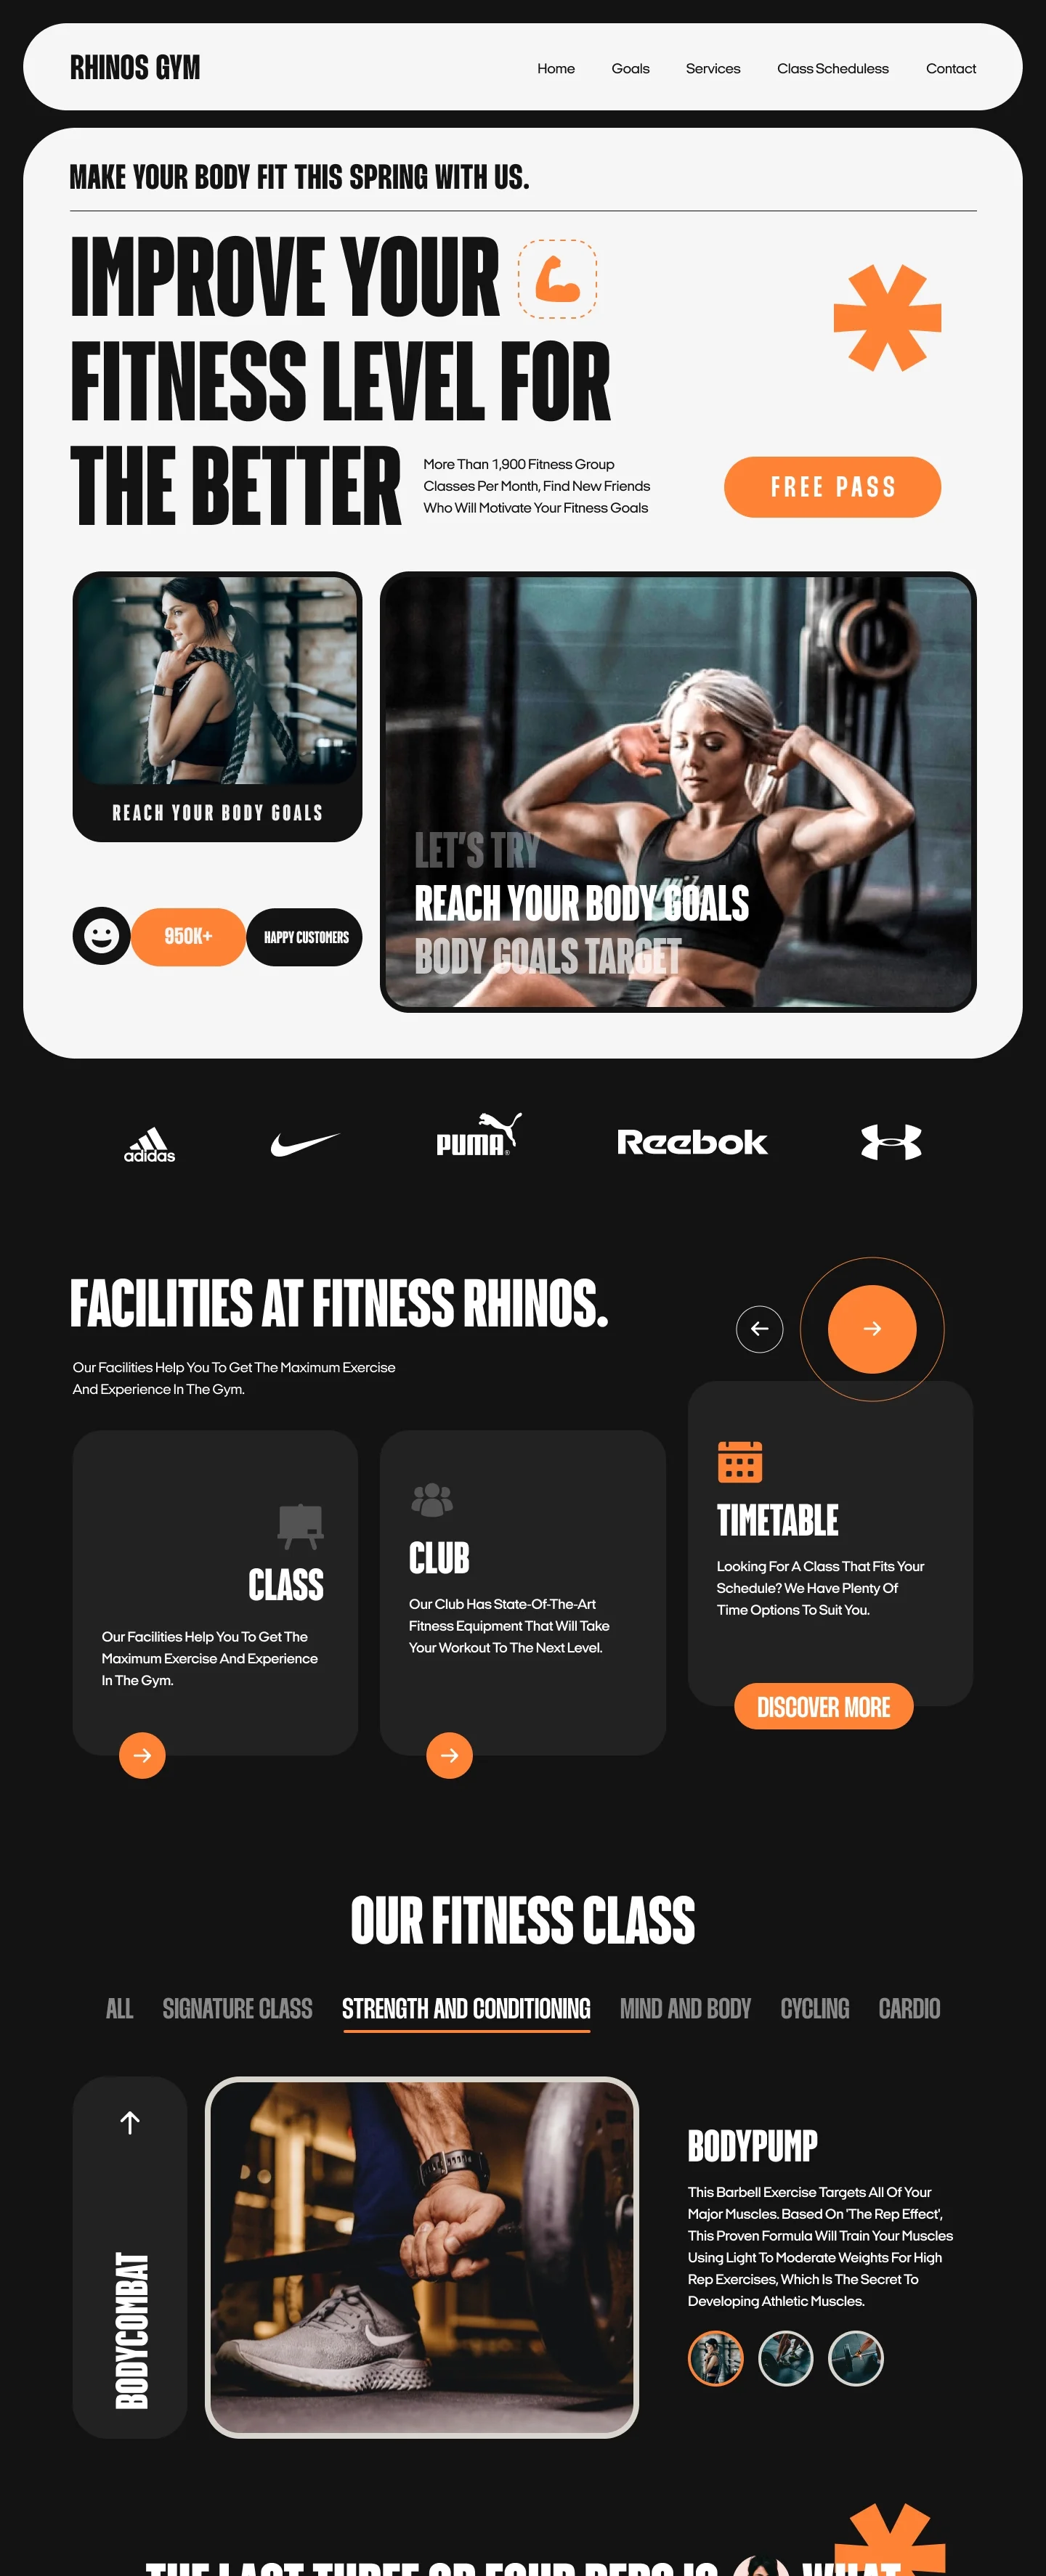 RHINOS GYM
Home Goals Services Class Scheduless Contact
MAKE YOUR BODY FIT THIS SPRING WITH US.
IMPROVE YOUR
FITNESS LEVEL FOR
THE BETTER
More Than 1,900 Fitness Group
Classes Per Month, Find New Friends
Who Will Motivate Your Fitness Goals
FREE PASS
REACH YOUR BODY GOALS
LET'S TRY
REACH YOUR BODY GOALS
BODY GOALS TARGET
950K+
HAPPY CUSTOMERS
adidas
PUMA
Reebok
FACILITIES AT FITNESS RHINOS.
Our Facilities Help You To Get The Maximum Exercise
And Experience In The Gym.
CLASS
Our Facilities Help You To Get The
Maximum Exercise And Experience
In The Gym.
CLUB
Our Club Has State-Of-The-Art
Fitness Equipment That Will Take
Your Workout To The Next Level.
TIMETABLE
Looking For A Class That Fits Your
Schedule? We Have Plenty Of
Time Options To Suit You.
DISCOVER MORE
OUR FITNESS CLASS
ALL SIGNATURE CLASS STRENGTH AND CONDITIONING MIND AND BODY CYCLING CARDIO
BODYCOMBAT
BODYPUMP
This Barbell Exercise Targets All Of Your
Major Muscles. Based On 'The Rep Effect',
This Proven Formula Will Train Your Muscles
Using Light To Moderate Weights For High
Rep Exercises, Which Is The Secret To
Developing Athletic Muscles.
THE LAST THREE OR FOUR REPS IS WHAT